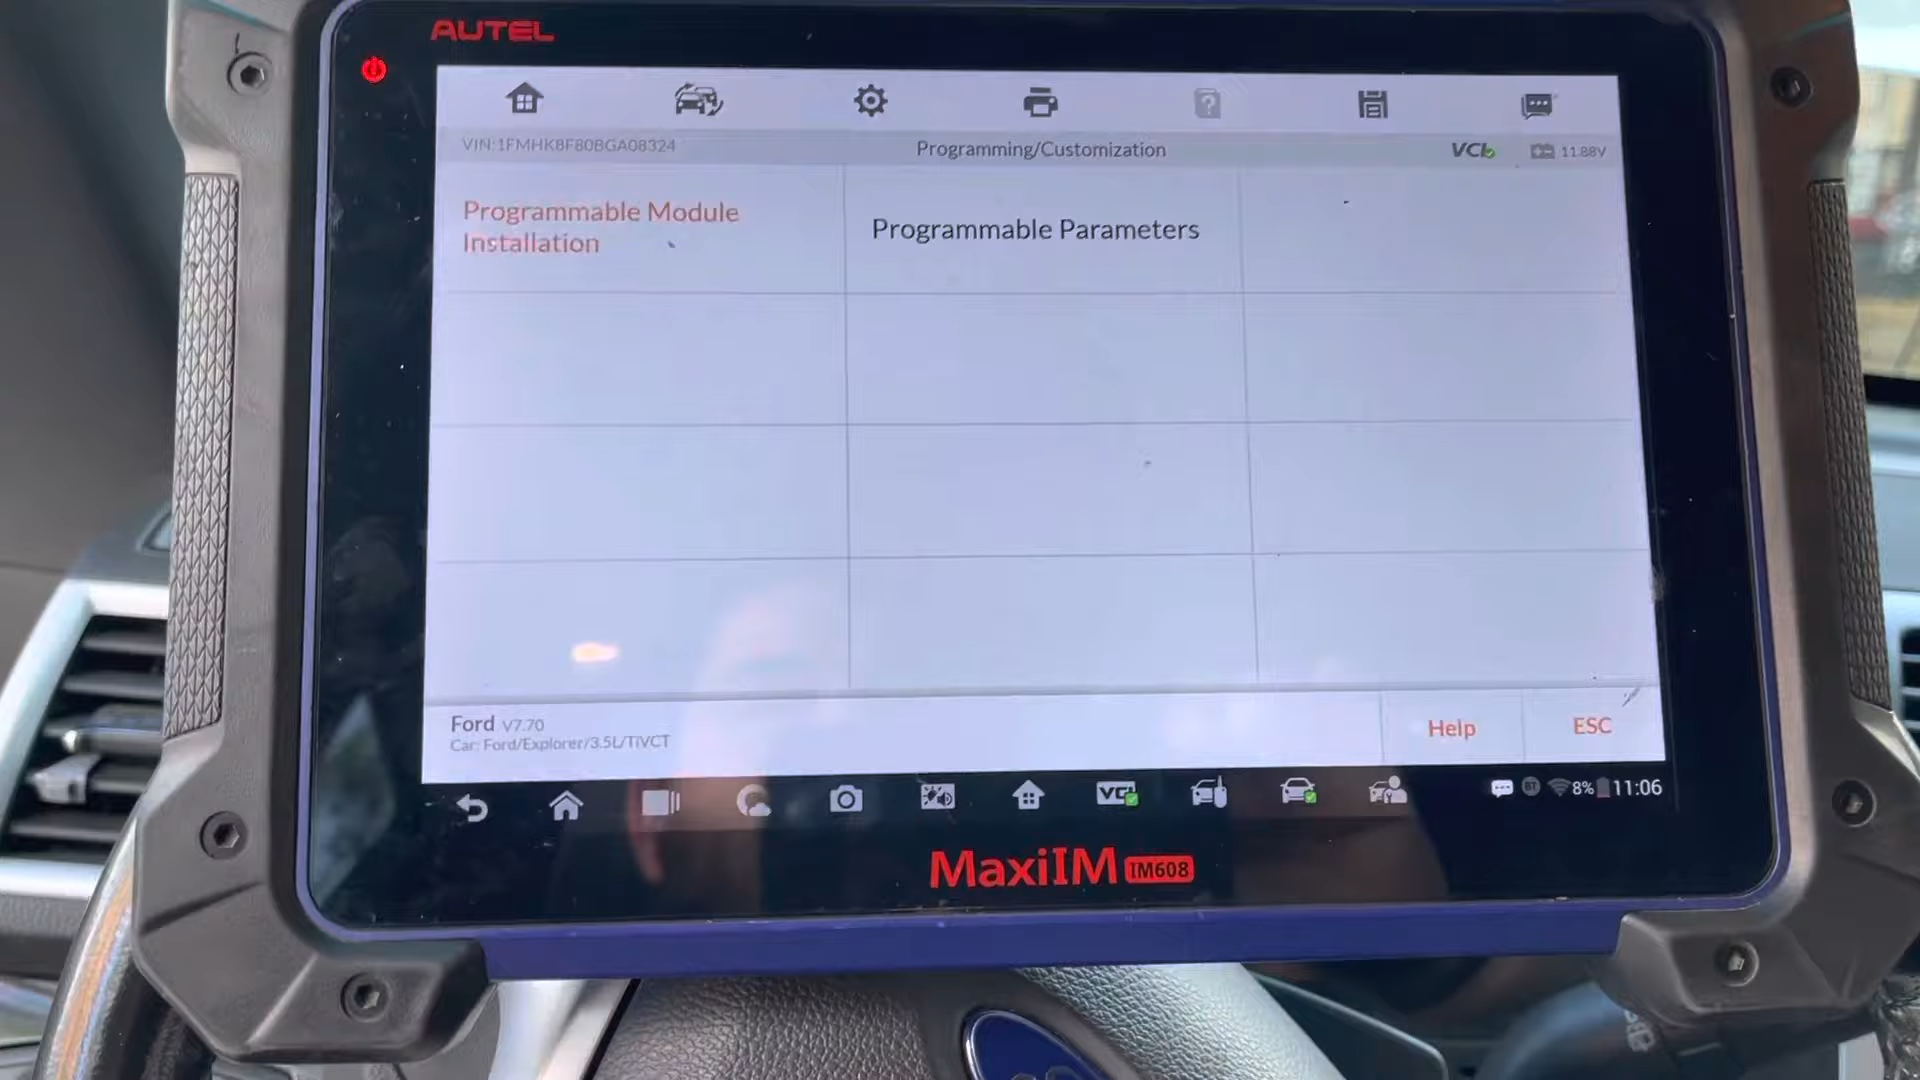 AUTEL
VIN:1FMHK8F80BGA08324
Programming/Customization
VCI
11.88V
Programmable Module
Installation
Programmable Parameters
Ford V7.70
Car: Ford/Explorer/3.5L/TiVCT
Help
ESC
VCI
8%
11:06
MaxiIM IM608